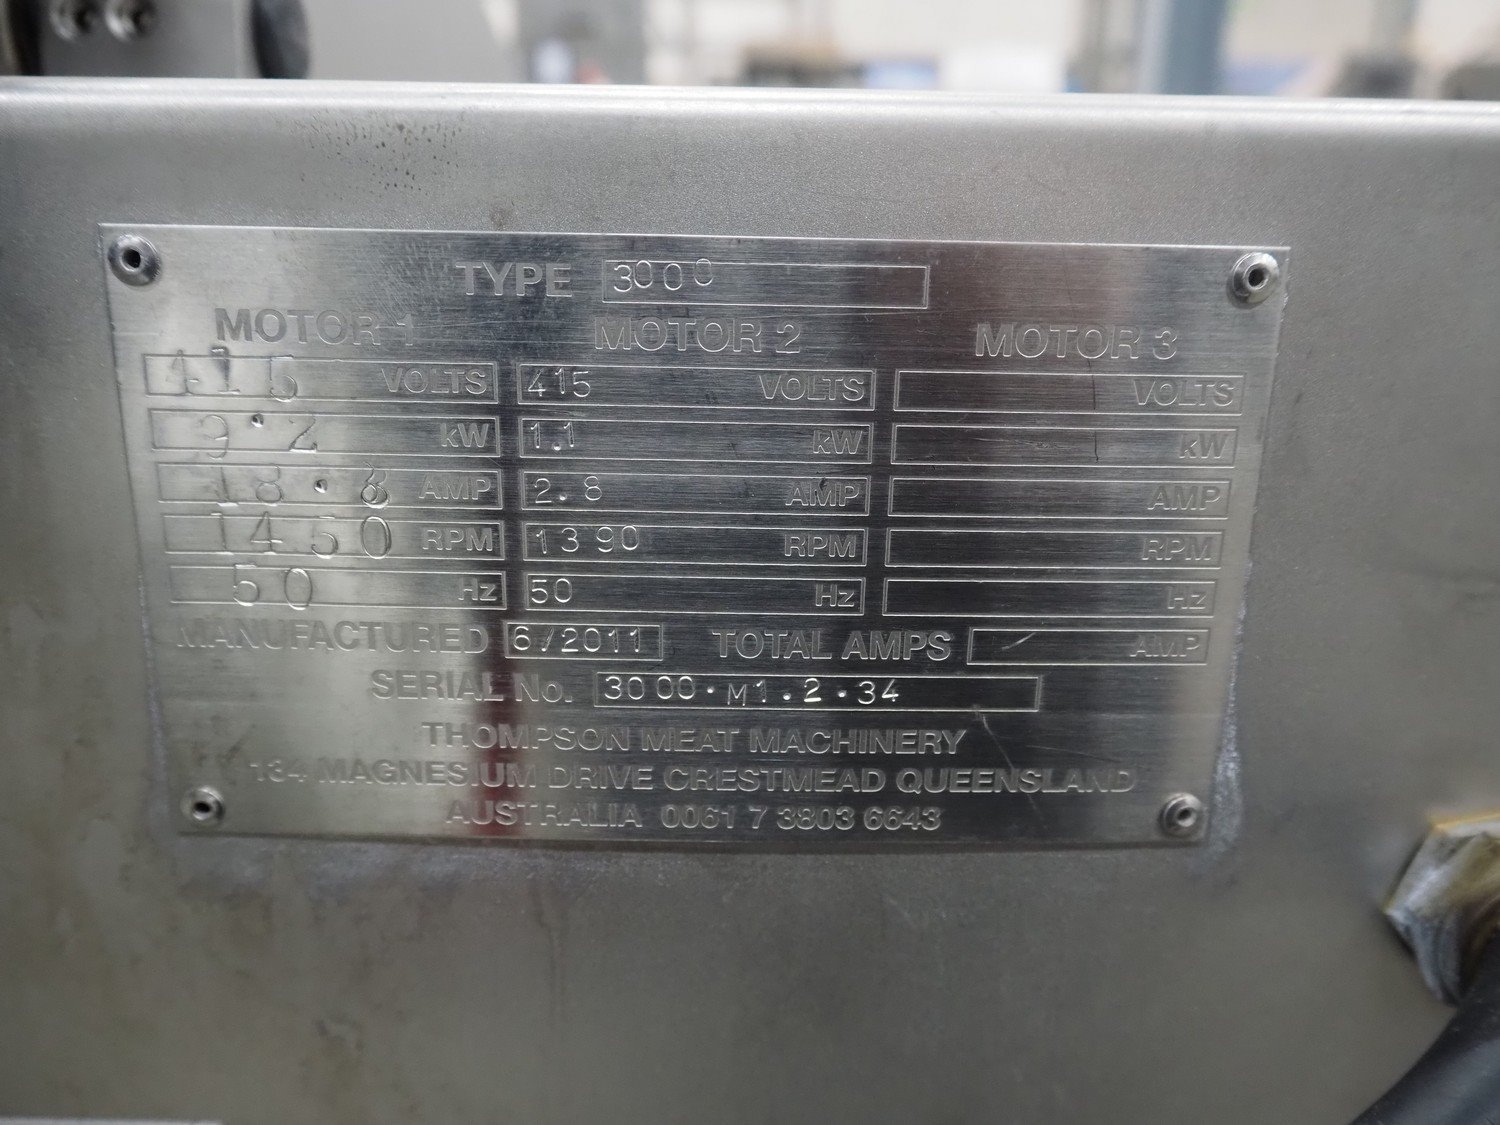 TYPE 3000
MOTOR 1 MOTOR 2 MOTOR 3
415 VOLTS 415 VOLTS VOLTS
9.2 kW 1.1 kW kW
18.8 AMP 2.8 AMP AMP
1450 RPM 1390 RPM RPM
50 Hz 50 Hz Hz
MANUFACTURED 6/2011 TOTAL AMPS AMP
SERIAL No. 3000.M1.2.34
THOMPSON MEAT MACHINERY
134 MAGNESIUM DRIVE CRESTMEAD QUEENSLAND
AUSTRALIA 0061 7 3803 6643